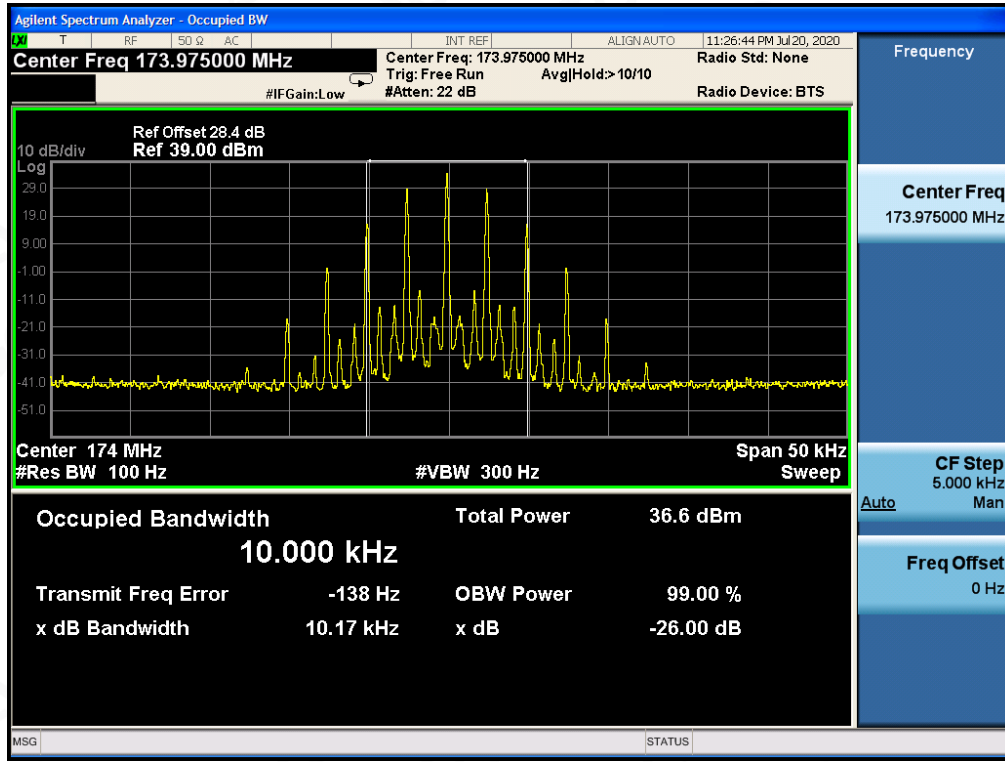 Agilent Spectrum Analyzer - Occupied BW
LXI T RF 50 Ω AC INT REF ALIGN AUTO 11:26:44 PM Jul 20, 2020
Center Freq 173.975000 MHz
Center Freq: 173.975000 MHz Radio Std: None
Trig: Free Run Avg|Hold:> 10/10
#IFGain:Low #Atten: 22 dB Radio Device: BTS
Ref Offset 28.4 dB
10 dB/div Ref 39.00 dBm
Log
29.0
19.0
9.00
-1.00
-11.0
-21.0
-31.0
-41.0
-51.0
Center 174 MHz Span 50 kHz
#Res BW 100 Hz #VBW 300 Hz Sweep
Occupied Bandwidth Total Power 36.6 dBm
10.000 kHz
Transmit Freq Error -138 Hz OBW Power 99.00 %
x dB Bandwidth 10.17 kHz x dB -26.00 dB
MSG STATUS
Frequency
Center Freq
173.975000 MHz
CF Step
5.000 kHz
Auto Man
Freq Offset
0 Hz